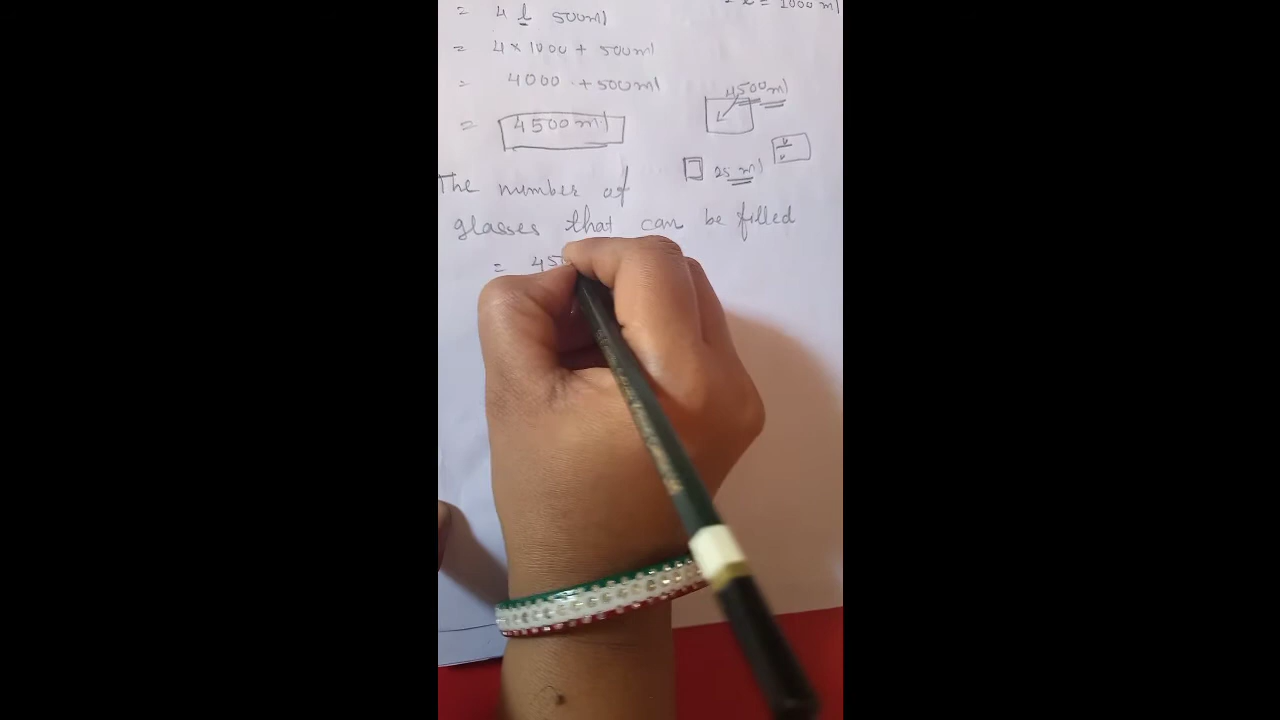 = 4 l 500ml
= 1000 ml
= 4 × 1000 + 500ml
= 4000 + 500ml
4500ml
= 4500ml
25 ml
The number of
glasses that can be filled
= 45